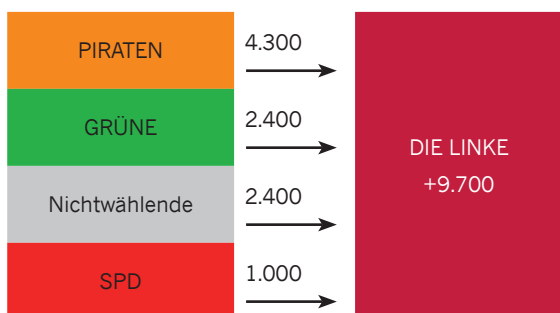 PIRATEN
4.300
GRÜNE
2.400
Nichtwählende
2.400
SPD
1.000
DIE LINKE
+9.700